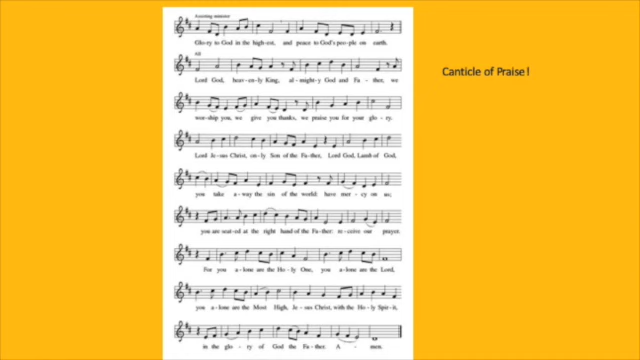 Assisting minister
Glo-ry to God in the high-est, and peace to God's peo-ple on earth.
All
Lord God, heav-en-ly King, al-might-y God and Fa-ther, we
wor-ship you, we give you thanks, we praise you for your glo-ry.
Lord Je-sus Christ, on-ly Son of the Fa-ther, Lord God, Lamb of God,
you take a-way the sin of the world: have mer-cy on us;
you are seat-ed at the right hand of the Fa-ther: re-ceive our prayer.
For you a-lone are the Ho-ly One, you a-lone are the Lord,
you a-lone are the Most High, Je-sus Christ, with the Ho-ly Spir-it,
in the glo-ry of God the Fa-ther. A-men.
Canticle of Praise!